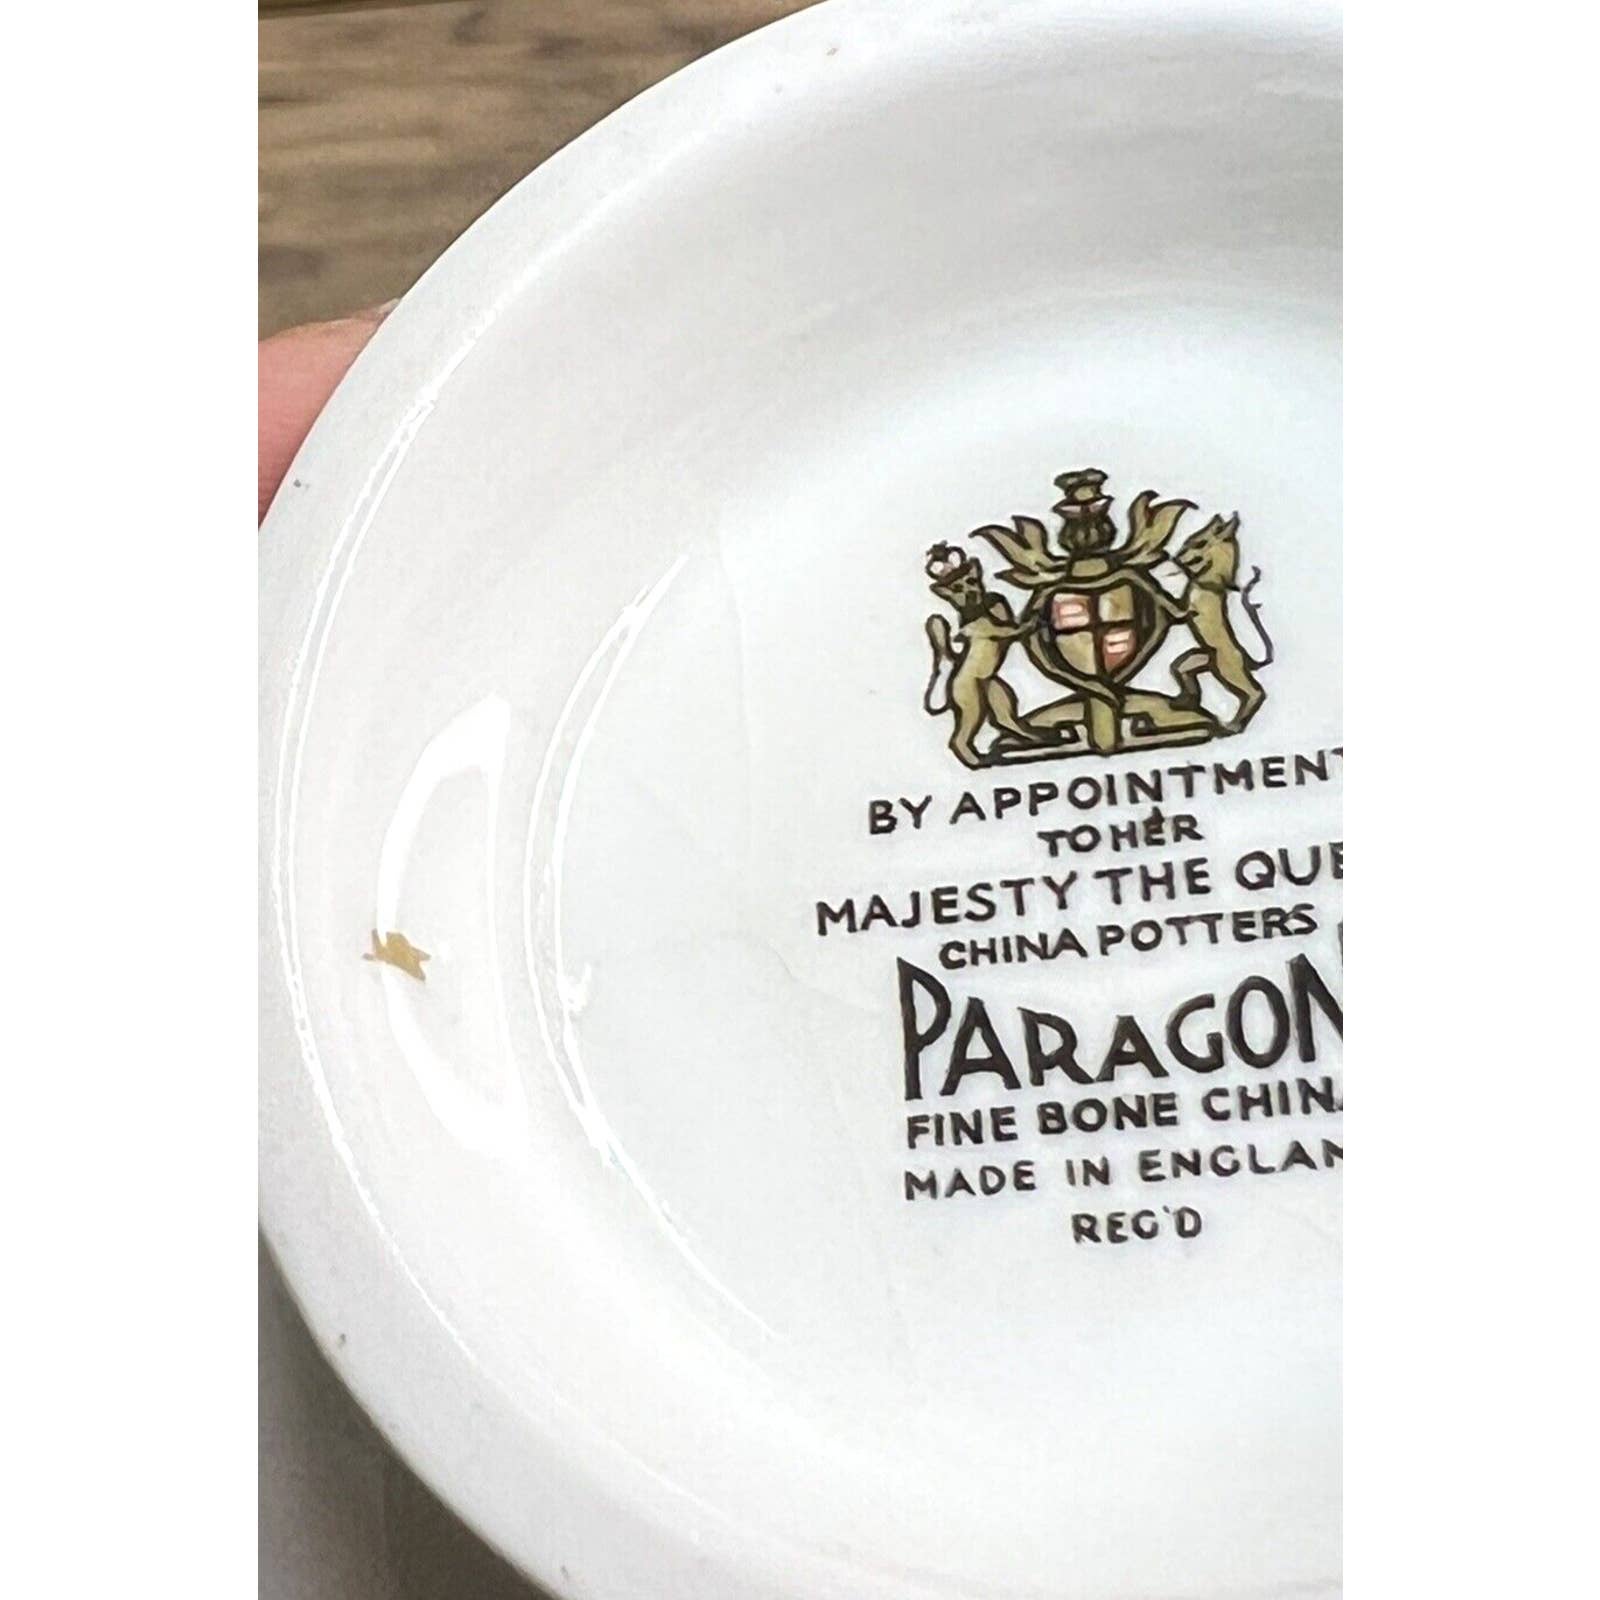 BY APPOINTMENT
TO HER
MAJESTY THE QUE
CHINA POTTERS
PARAGON
FINE BONE CHINA
MADE IN ENGLAN
REG'D